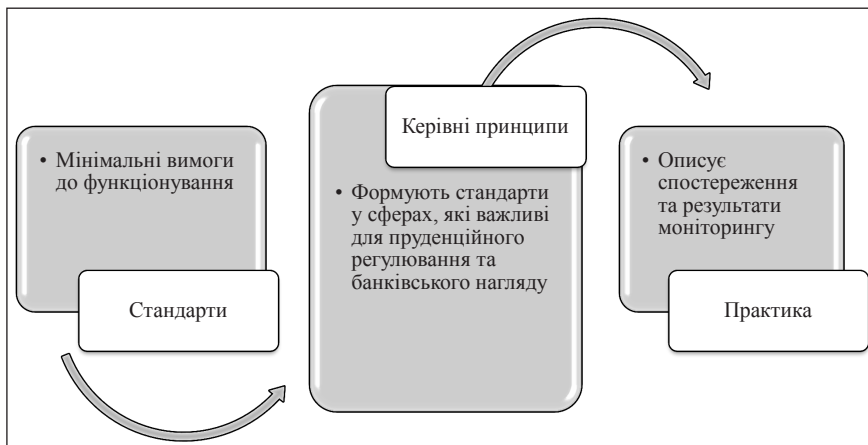 • Мінімальні вимоги
до функціонування
Стандарти
Керівні принципи
• Формують стандарти
у сферах, які важливі
для пруденційного
регулювання та
банківського нагляду
• Описує
спостереження
та результати
моніторингу
Практика